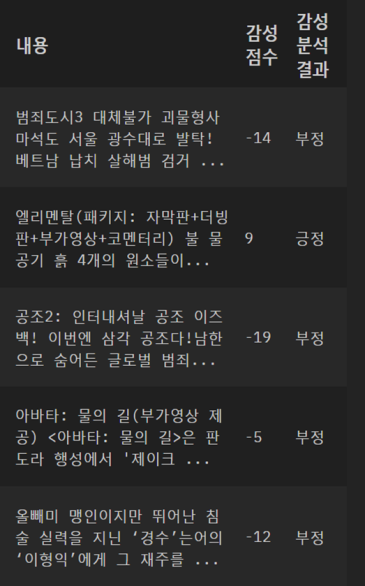 내용
감성
점수
감성
분석
결과
범죄도시3 대체불가 괴물형사
마석도 서울 광수대로 발탁!
베트남 납치 살해범 검거 ...
-14
부정
엘리멘탈(패키지: 자막판+더빙
판+부가영상+코멘터리) 불 물
공기 흙 4개의 원소들이...
9
긍정
공조2: 인터내셔날 공조 이즈
백! 이번엔 삼각 공조다!남한
으로 숨어든 글로벌 범죄...
-19
부정
아바타: 물의 길(부가영상 제
공) <아바타: 물의 길>은 판
도라 행성에서 '제이크 ...
-5
부정
올빼미 맹인이지만 뛰어난 침
술 실력을 지닌 ‘경수’는어의
‘이형익’에게 그 재주를 ...
-12
부정